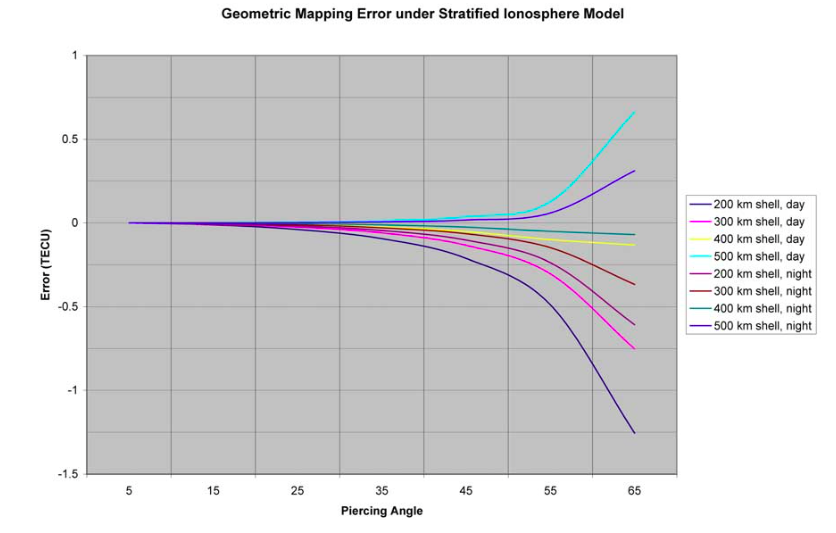 Geometric Mapping Error under Stratified Ionosphere Model
1
0.5
0
-0.5
-1
-1.5
Error (TECU)
5 15 25 35 45 55 65
Piercing Angle
200 km shell, day
300 km shell, day
400 km shell, day
500 km shell, day
200 km shell, night
300 km shell, night
400 km shell, night
500 km shell, night